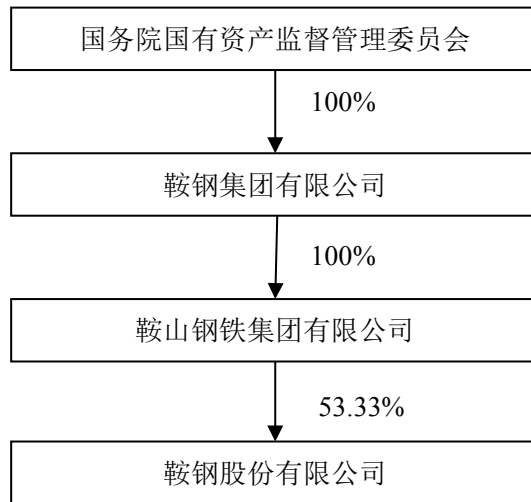 国务院国有资产监督管理委员会
100%
鞍钢集团有限公司
100%
鞍山钢铁集团有限公司
53.33%
鞍钢股份有限公司